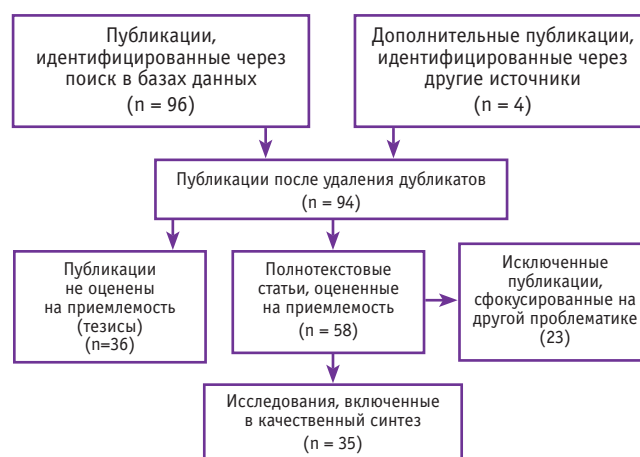 Публикации,
идентифицированные через
поиск в базах данных
(n = 96)
Дополнительные публикации,
идентифицированные через
другие источники
(n = 4)
Публикации после удаления дубликатов
(n = 94)
Публикации
не оценены
на приемлемость
(тезисы)
(n=36)
Полнотекстовые
статьи, оцененные
на приемлемость
(n = 58)
Исключенные
публикации,
сфокусированные на
другой проблематике
(23)
Исследования, включенные
в качественный синтез
(n = 35)